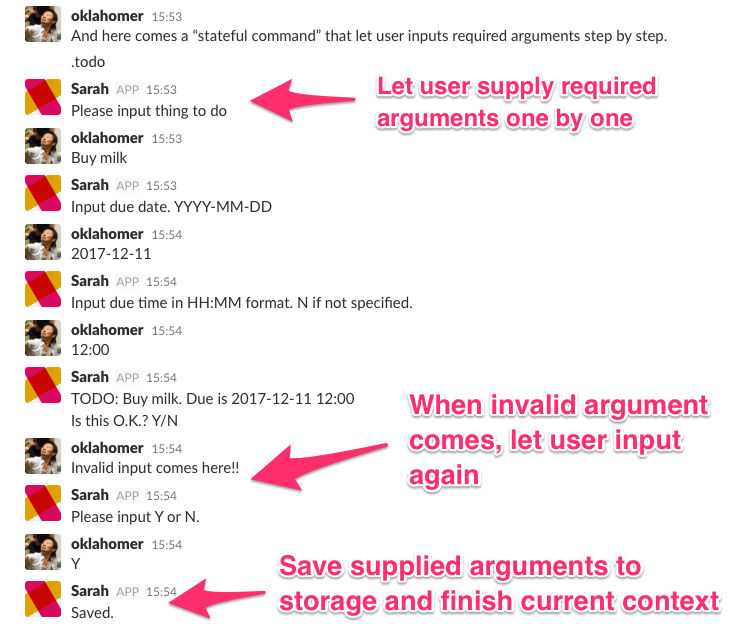 oklahomer 15:53
And here comes a “stateful command” that let user inputs required arguments step by step.
.todo
Sarah APP 15:53
Please input thing to do
Let user supply required
arguments one by one
oklahomer 15:53
Buy milk
Sarah APP 15:53
Input due date. YYYY-MM-DD
oklahomer 15:54
2017-12-11
Sarah APP 15:54
Input due time in HH:MM format. N if not specified.
oklahomer 15:54
12:00
Sarah APP 15:54
TODO: Buy milk. Due is 2017-12-11 12:00
Is this O.K.? Y/N
When invalid argument
comes, let user input
again
oklahomer 15:54
Invalid input comes here!!
Sarah APP 15:54
Please input Y or N.
oklahomer 15:54
Y
Sarah APP 15:54
Saved.
Save supplied arguments to
storage and finish current context